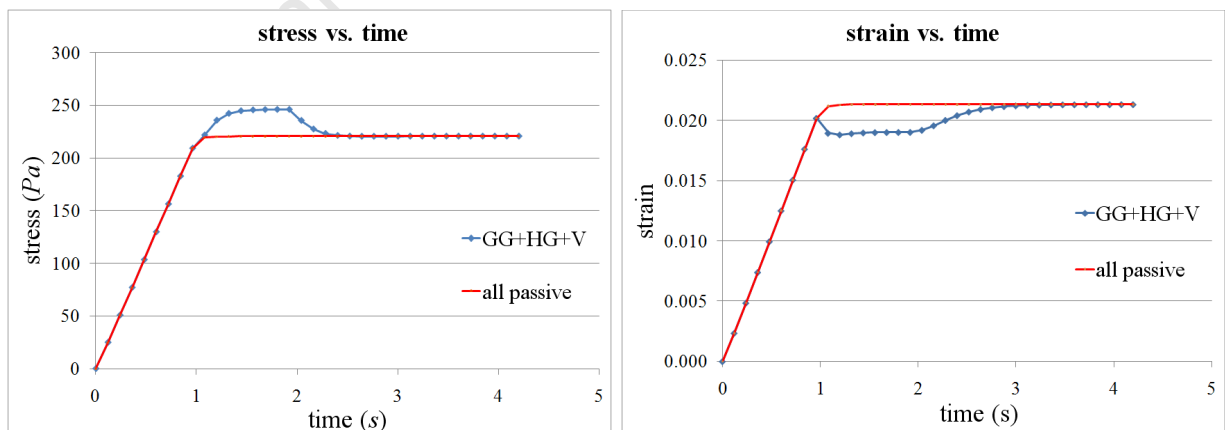 stress vs. time
300
250
200
150
100
50
0
stress (Pa)
0 1 2 3 4 5
time (s)
GG+HG+V
all passive
strain vs. time
0.025
0.020
0.015
0.010
0.005
0.000
strain
0 1 2 3 4 5
time (s)
GG+HG+V
all passive